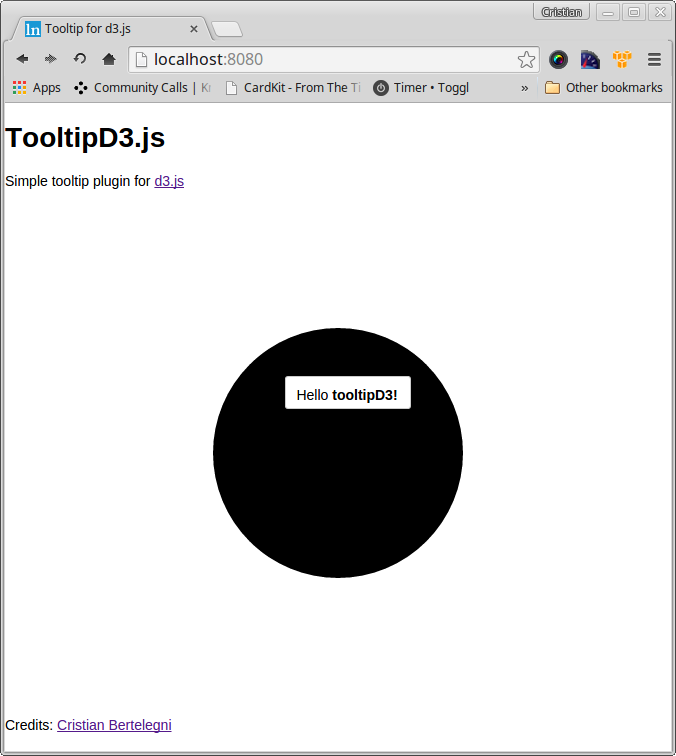 Cristian
In Tooltip for d3.js
localhost:8080
Apps Community Calls | CardKit - From The Ti Timer • Toggl » Other bookmarks
TooltipD3.js
Simple tooltip plugin for d3.js
Hello tooltipD3!
Credits: Cristian Bertelegni